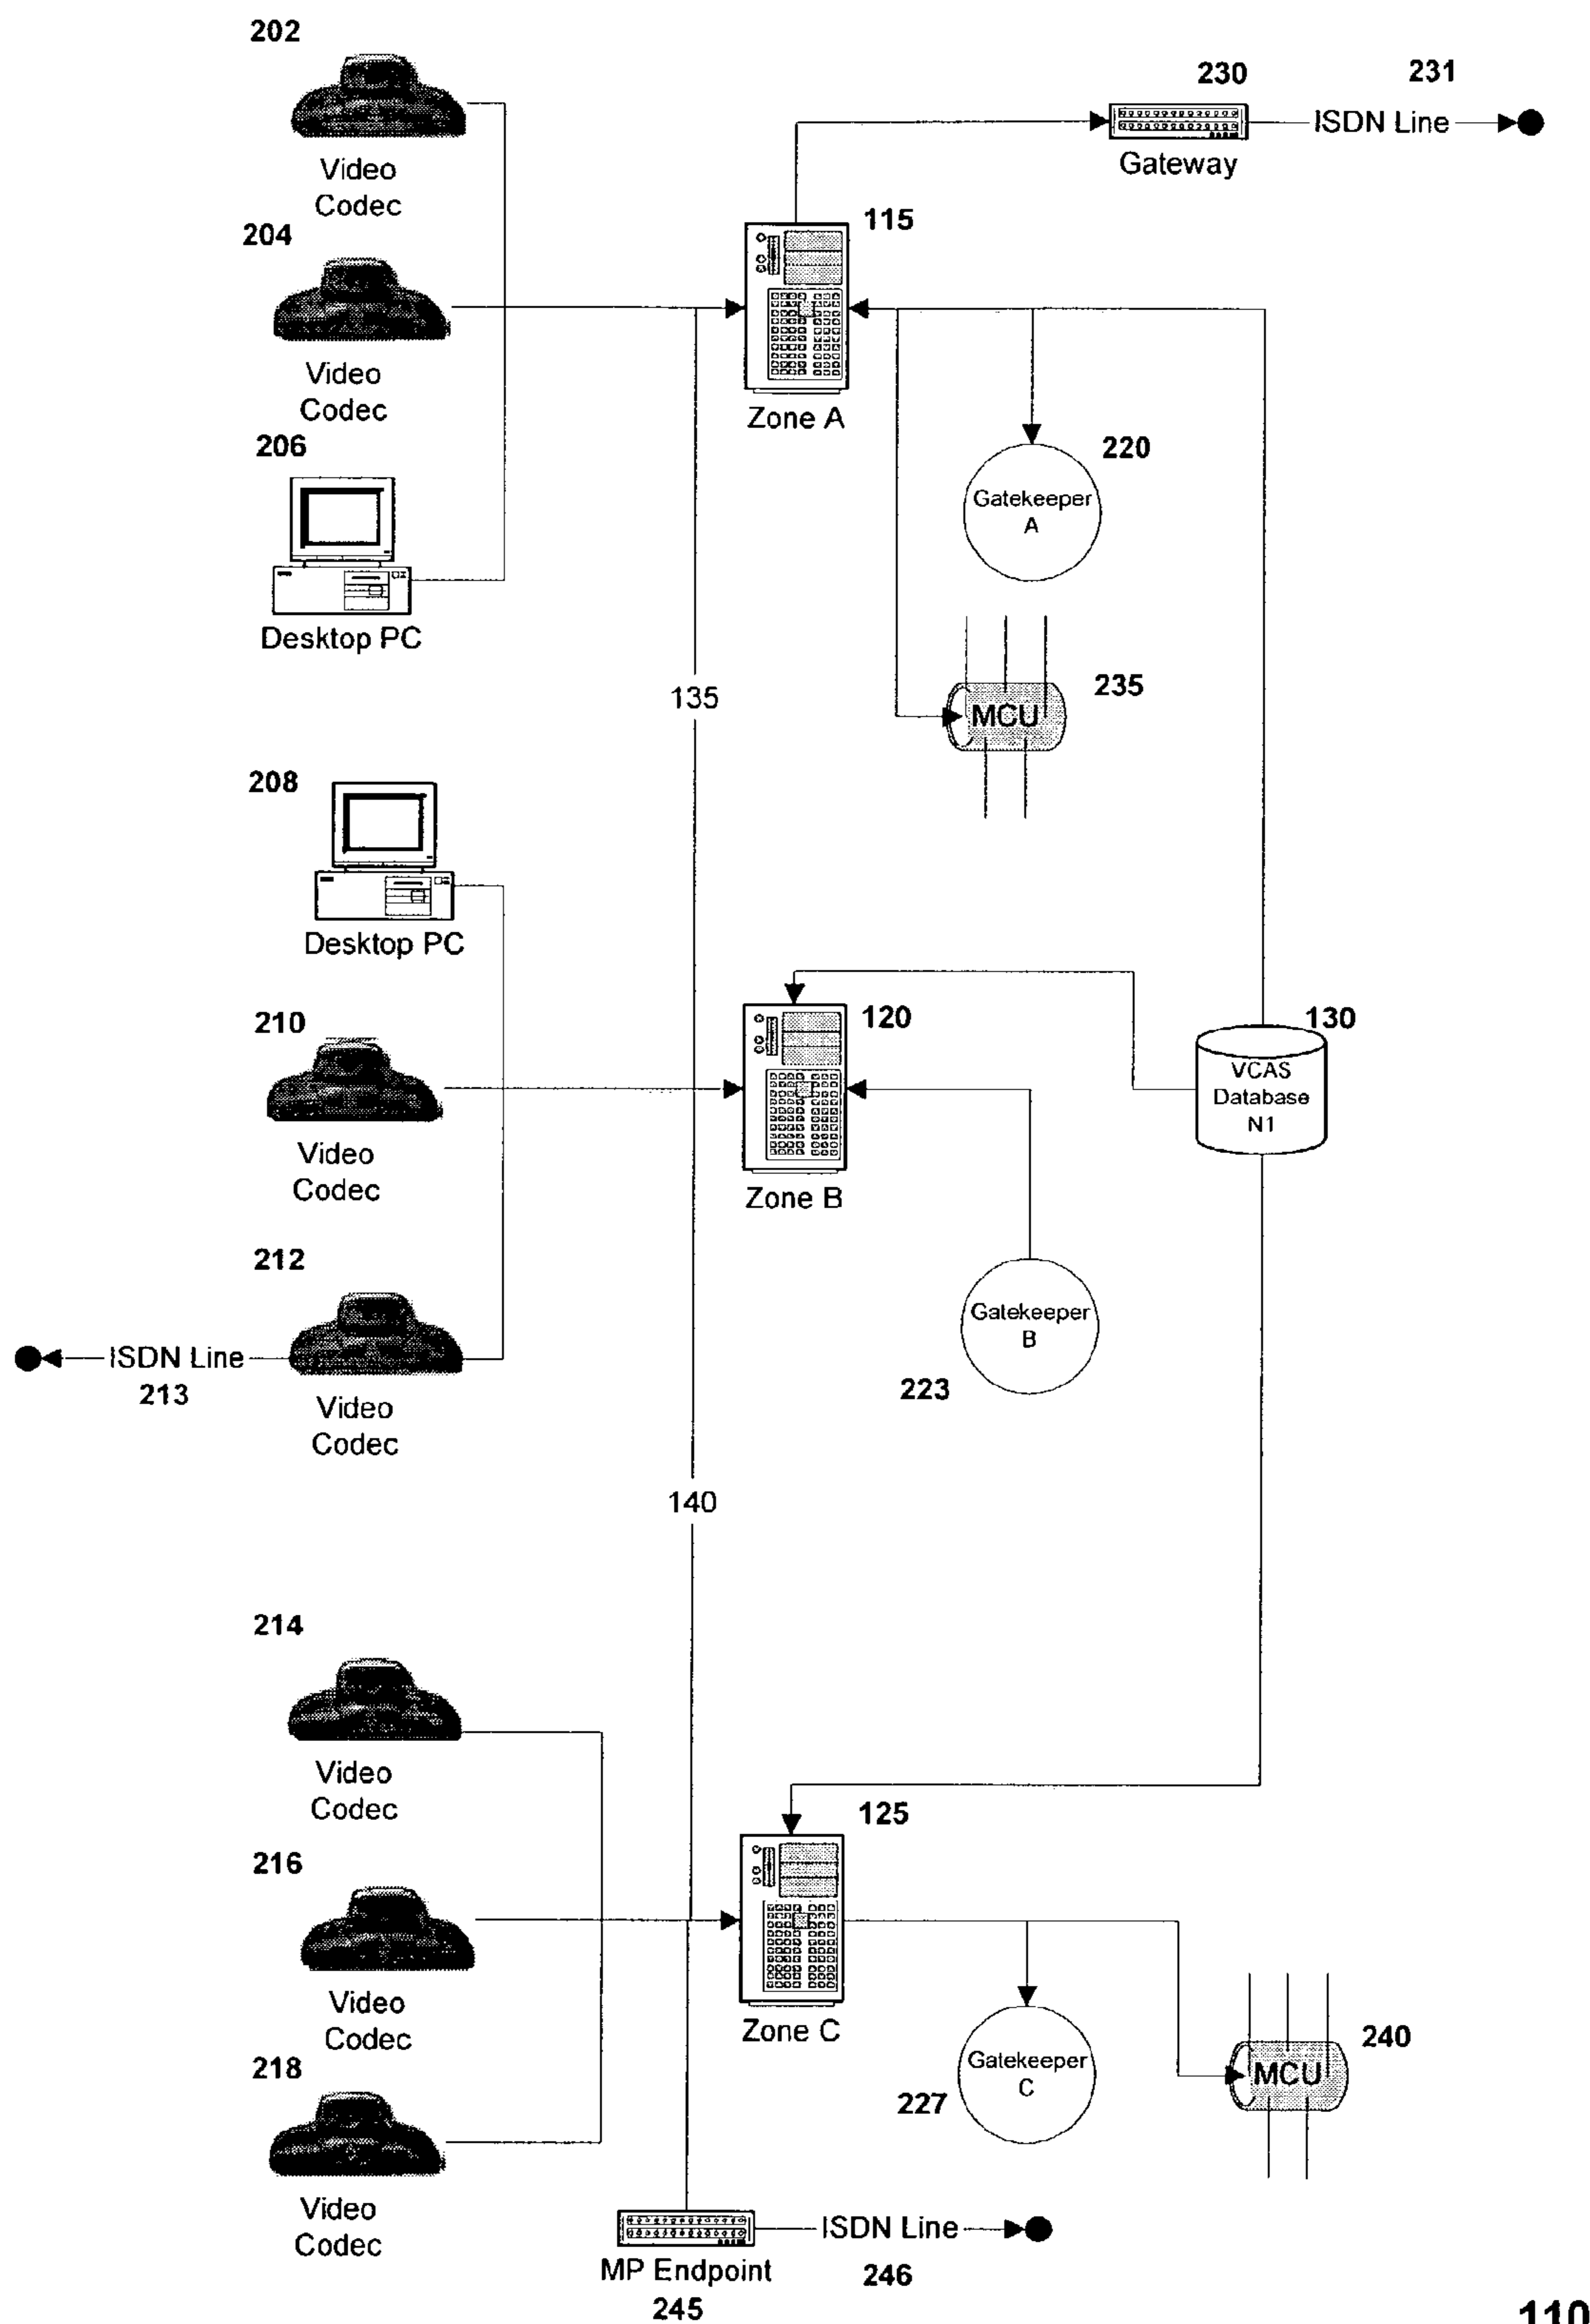 202
Video
Codec
230
231
ISDN Line
Gateway
204
Video
Codec
115
Zone A
206
Desktop PC
220
Gatekeeper
A
135
235
MCU
208
Desktop PC
210
Video
Codec
120
Zone B
130
VCAS
Database
N1
212
ISDN Line
213
Video
Codec
Gatekeeper
B
223
140
214
Video
Codec
125
Zone C
216
Video
Codec
218
Video
Codec
Gatekeeper
C
227
240
MCU
MP Endpoint
245
ISDN Line
246
110